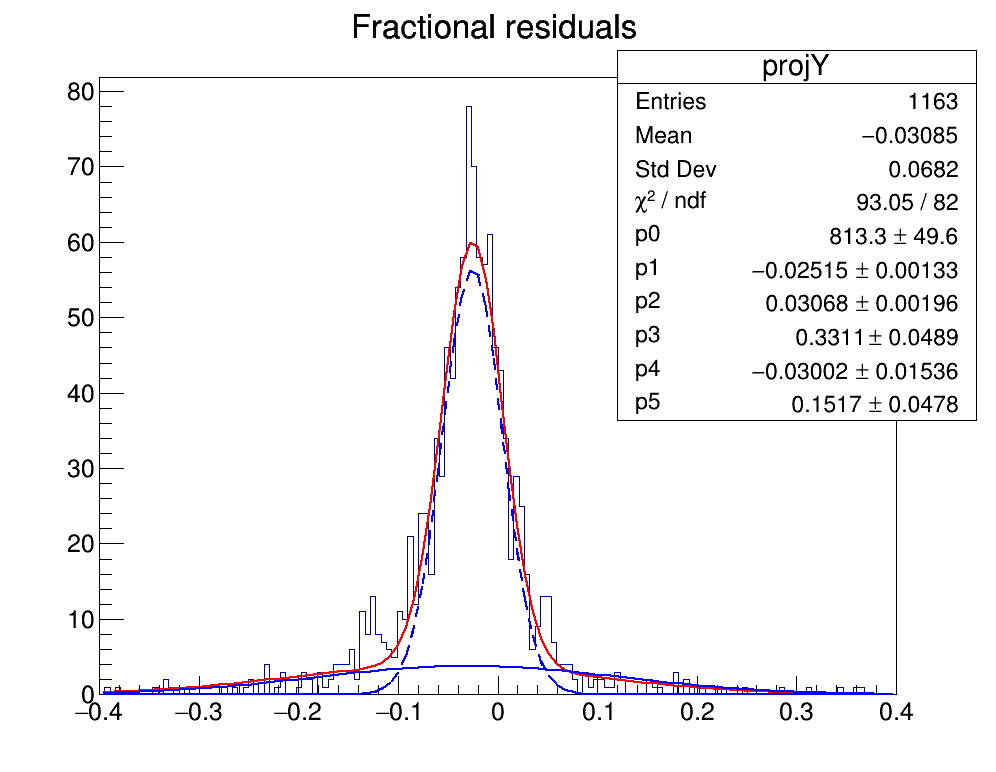 Fractional residuals
projY
Entries 1163
Mean −0.03085
Std Dev 0.0682
χ² / ndf 93.05 / 82
p0 813.3 ± 49.6
p1 −0.02515 ± 0.00133
p2 0.03068 ± 0.00196
p3 0.3311 ± 0.0489
p4 −0.03002 ± 0.01536
p5 0.1517 ± 0.0478
80
70
60
50
40
30
20
10
0
−0.4 −0.3 −0.2 −0.1 0 0.1 0.2 0.3 0.4